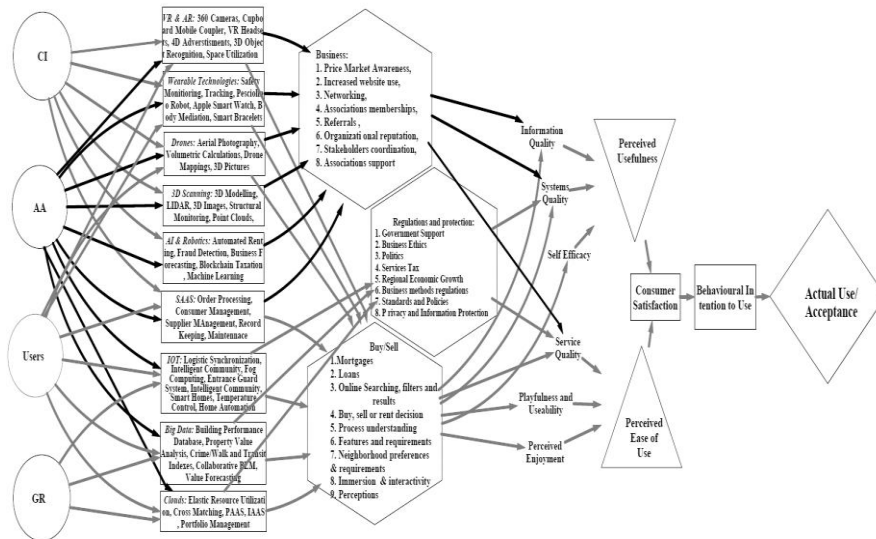 CI
AA
Users
GR
VR & AR: 360 Cameras, Cupbo
ard Mobile Coupler, VR Headse
ts, 4D Adverstisments, 3D Objec
t Recognition, Space Utilization
Wearable Technologies: Safety
Monitoring, Tracking, Pesciolin
o Robot, Apple Smart Watch, B
ody Mediation, Smart Bracelets
Drones: Aerial Photography,
Volumetric Calculations, Drone
Mappings, 3D Pictures
3D Scanning: 3D Modelling,
LIDAR, 3D Images, Structural
Monitoring, Point Clouds,
AI & Robotics: Automated Rent
ing, Fraud Detection, Business F
orecasting, Blockchain Taxation
, Machine Learning
SAAS: Order Processing,
Consumer Management,
Supplier MAnagement, Record
Keeping, Maintennace
IOT: Logistic Synchronization,
Intelligent Community, Fog
Computing, Entrance Guard
System, Intelligent Community,
Smart Homes, Temperature
Control, Home Automation
Big Data: Building Performance
Database, Property Value
Analysis, Crime/Walk and Transit
Indexes, Collaborative BLM,
Value Forecasting
Clouds: Elastic Resource Utilizati
on, Cross Matching, PAAS, IAAS
, Portfolio Management
Business:
1. Price Market Awareness,
2. Increased website use,
3. Networking,
4. Associations memberships,
5. Referrals ,
6. Organizational reputation,
7. Stakeholders coordination,
8. Associations support
Regulations and protection:
1. Government Support
2. Business Ethics
3. Politics
4. Services Tax
5. Regional Economic Growth
6. Business methods regulations
7. Standards and Policies
8. Privacy and Information Protection
Buy/Sell
1.Mortgages
2. Loans
3. Online Searching, filters and
results
4. Buy, sell or rent decision
5. Process understanding
6. Features and requirements
7. Neighborhood preferences
& requirements
8. Immersion & interactivity
9. Perceptions
Information
Quality
Systems
Quality
Self Efficacy
Service
Quality
Playfulness and
Useability
Perceived
Enjoyment
Perceived
Usefulness
Perceived
Ease of
Use
Consumer
Satisfaction
Behavioural In
tention to Use
Actual Use/
Acceptance